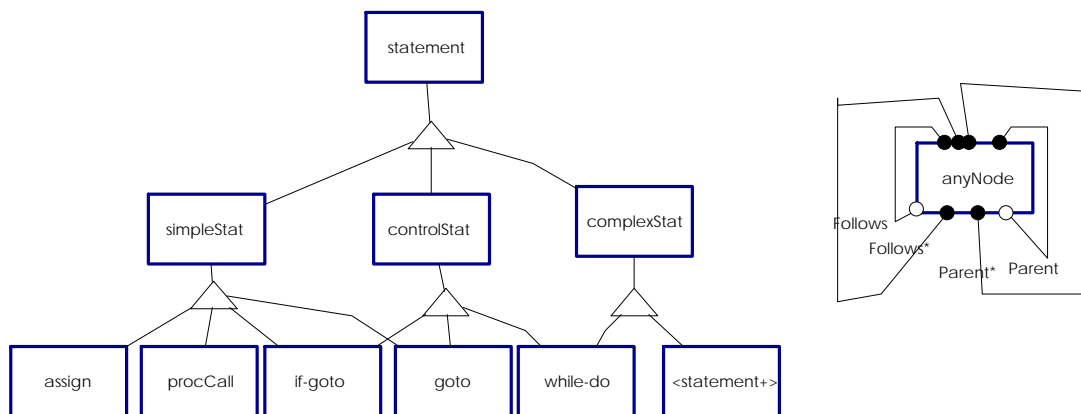 statement
anyNode
simpleStat
controlStat
complexStat
Follows
Follows*
Parent*
Parent
assign
procCall
if-goto
goto
while-do
<statement+>